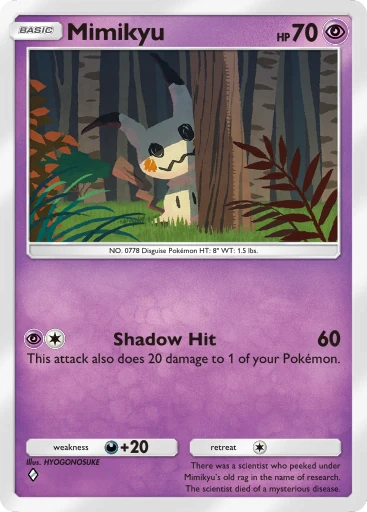 BASIC Mimikyu HP 70
NO. 0778 Disguise Pokémon HT: 8" WT: 1.5 lbs.
Shadow Hit 60
This attack also does 20 damage to 1 of your Pokémon.
weakness +20 retreat
Illus. HYOGONOSUKE
There was a scientist who peeked under
Mimikyu's old rag in the name of research.
The scientist died of a mysterious disease.